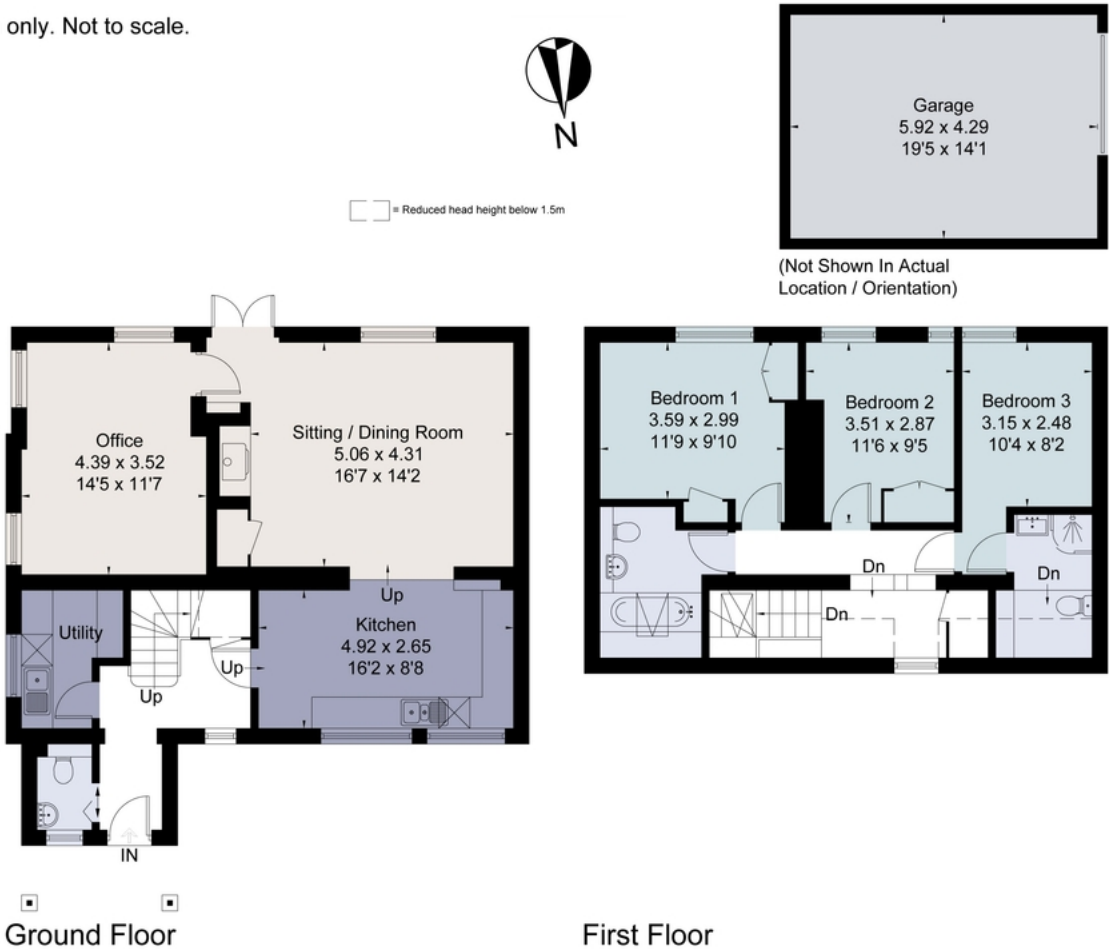 only. Not to scale.
N
= Reduced head height below 1.5m
Garage
5.92 x 4.29
19'5 x 14'1
(Not Shown In Actual
Location / Orientation)
Office
4.39 x 3.52
14'5 x 11'7
Sitting / Dining Room
5.06 x 4.31
16'7 x 14'2
Up
Kitchen
4.92 x 2.65
16'2 x 8'8
Utility
Up
Up
IN
Ground Floor
Bedroom 1
3.59 x 2.99
11'9 x 9'10
Bedroom 2
3.51 x 2.87
11'6 x 9'5
Bedroom 3
3.15 x 2.48
10'4 x 8'2
Dn
Dn
Dn
First Floor